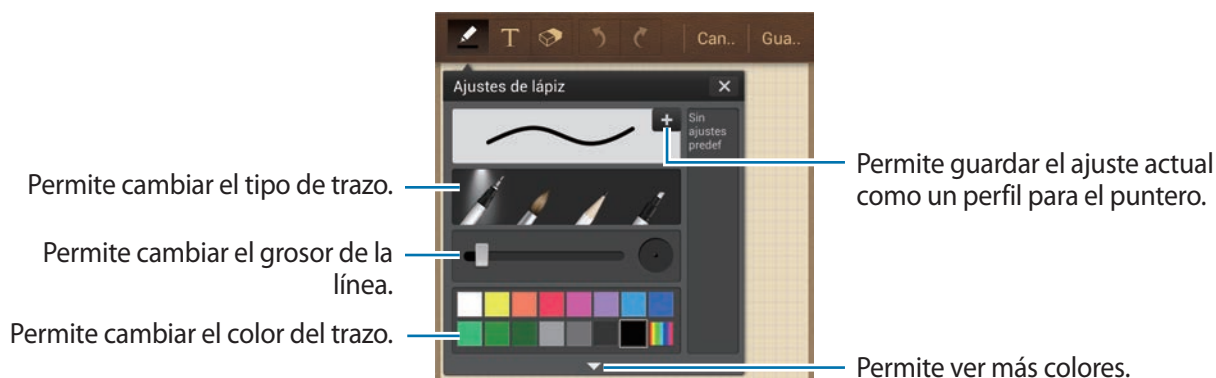 T
Can..
Gua..
Ajustes de lápiz
Sin
ajustes
predef
Permite guardar el ajuste actual
como un perfil para el puntero.
Permite cambiar el tipo de trazo.
Permite cambiar el grosor de la
línea.
Permite cambiar el color del trazo.
Permite ver más colores.